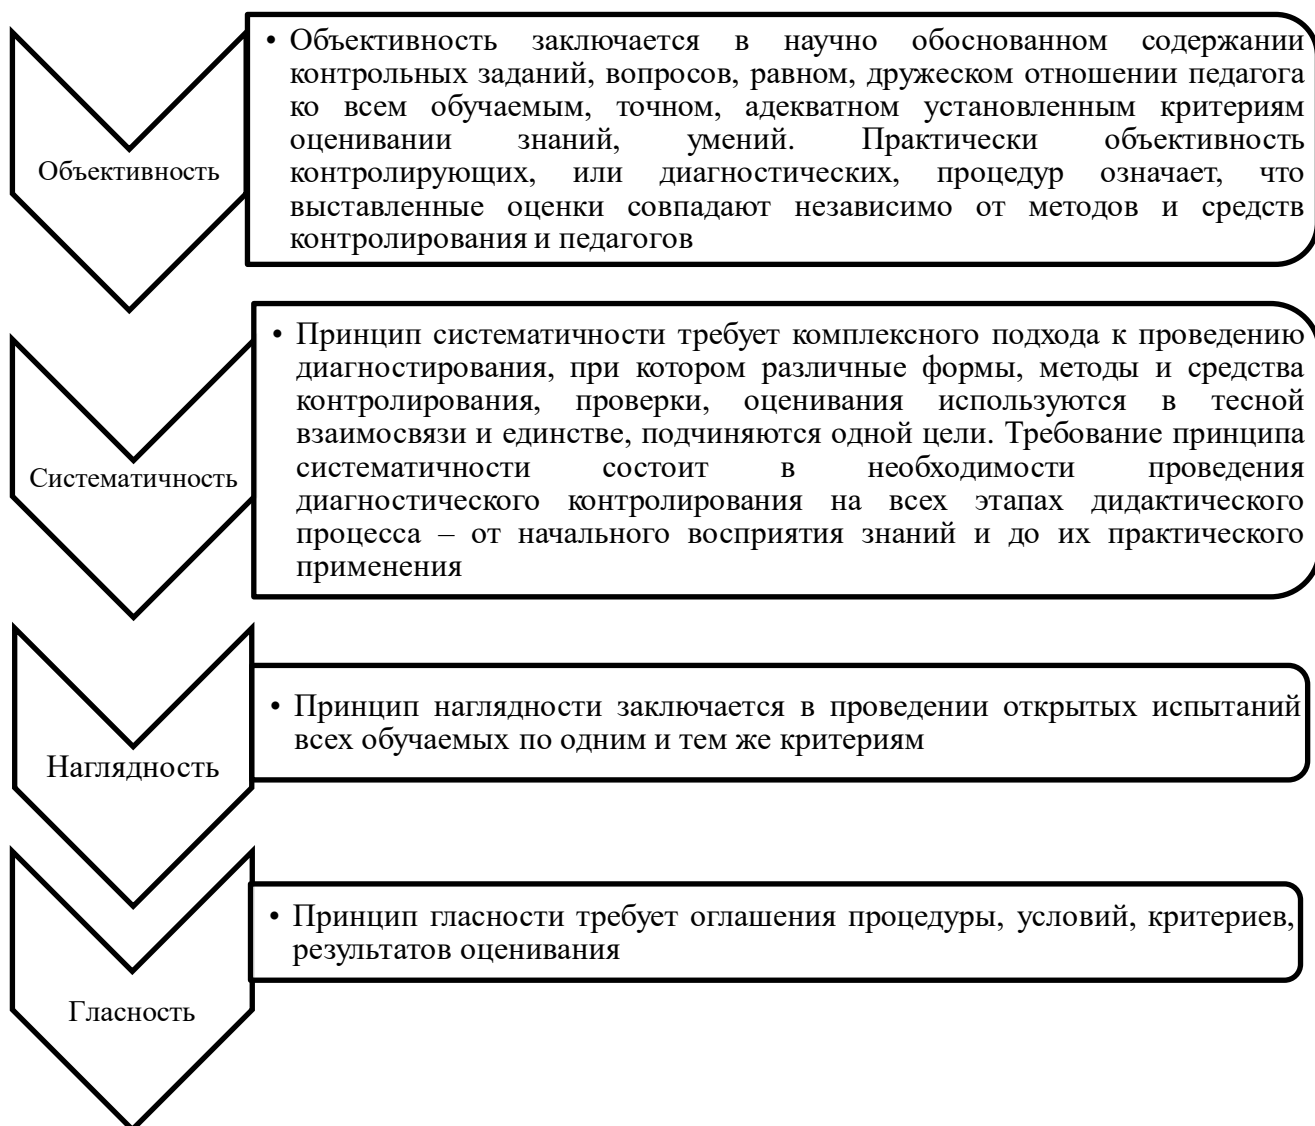 Объективность
• Объективность заключается в научно обоснованном содержании
контрольных заданий, вопросов, равном, дружеском отношении педагога
ко всем обучаемым, точном, адекватном установленным критериям
оценивании знаний, умений. Практически объективность
контролирующих, или диагностических, процедур означает, что
выставленные оценки совпадают независимо от методов и средств
контролирования и педагогов
Систематичность
• Принцип систематичности требует комплексного подхода к проведению
диагностирования, при котором различные формы, методы и средства
контролирования, проверки, оценивания используются в тесной
взаимосвязи и единстве, подчиняются одной цели. Требование принципа
систематичности состоит в необходимости проведения
диагностического контролирования на всех этапах дидактического
процесса – от начального восприятия знаний и до их практического
применения
Наглядность
• Принцип наглядности заключается в проведении открытых испытаний
всех обучаемых по одним и тем же критериям
Гласность
• Принцип гласности требует оглашения процедуры, условий, критериев,
результатов оценивания